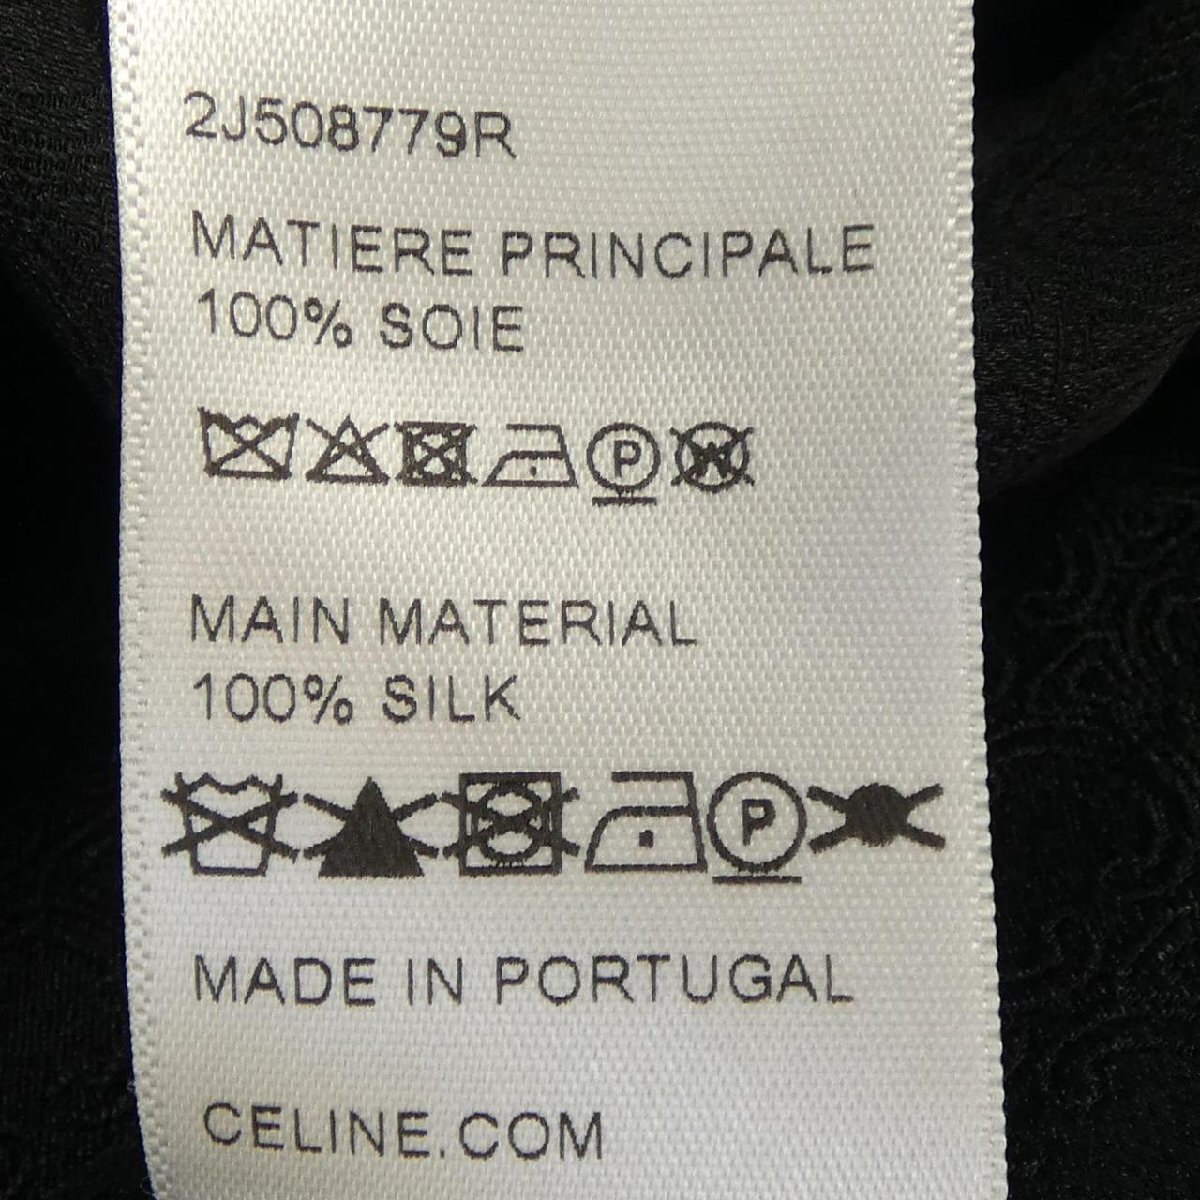 2J508779R
MATIERE PRINCIPALE
100% SOIE
P W
MAIN MATERIAL
100% SILK
P
MADE IN PORTUGAL
CELINE.COM